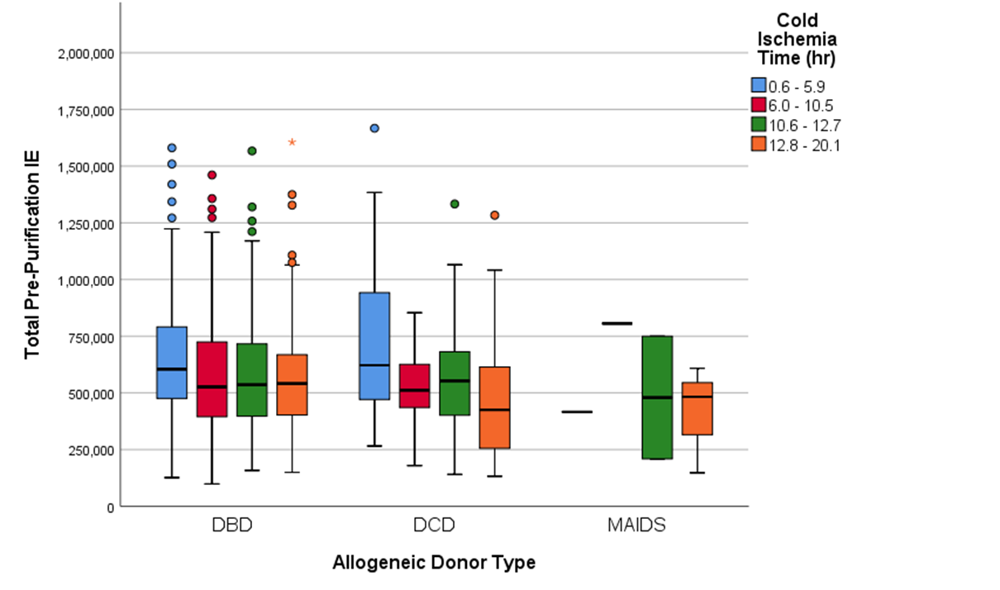 Cold
Ischemia
Time (hr)
0.6 - 5.9
6.0 - 10.5
10.6 - 12.7
12.8 - 20.1
Total Pre-Purification IE
2,000,000
1,750,000
1,500,000
1,250,000
1,000,000
750,000
500,000
250,000
0
DBD DCD MAIDS
Allogeneic Donor Type